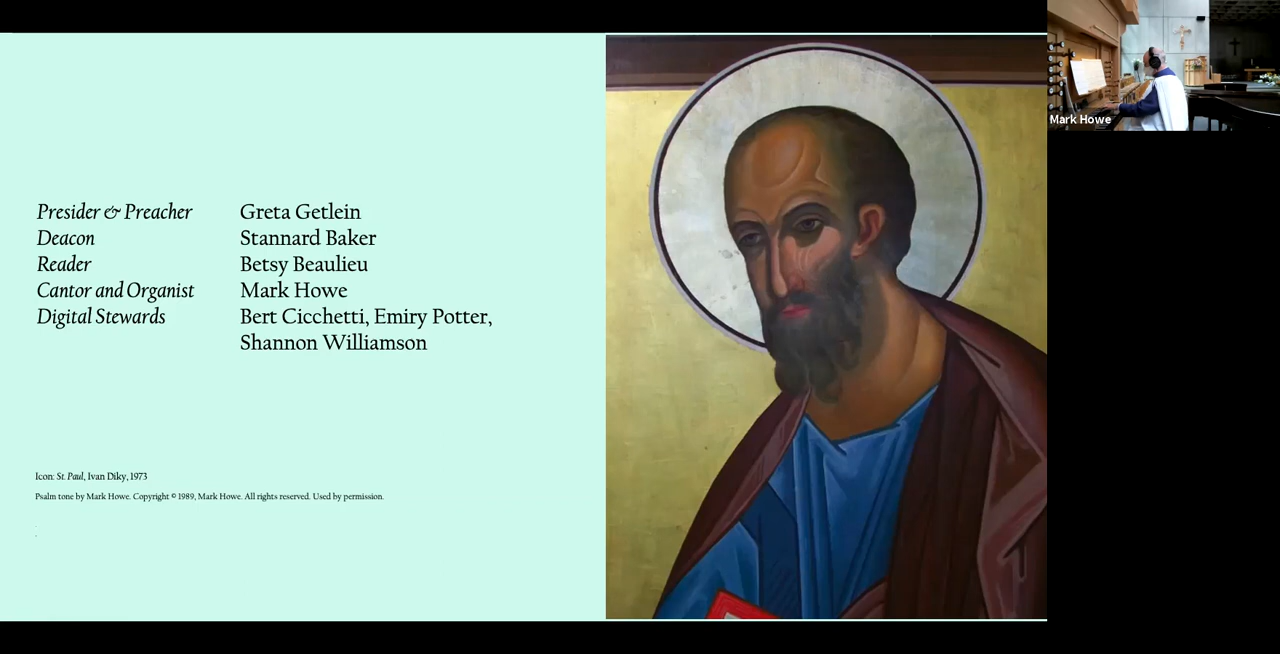 Presider & Preacher Greta Getlein
Deacon Stannard Baker
Reader Betsy Beaulieu
Cantor and Organist Mark Howe
Digital Stewards Bert Cicchetti, Emiry Potter,
Shannon Williamson
Icon: St. Paul, Ivan Diky, 1973
Psalm tone by Mark Howe. Copyright © 1989, Mark Howe. All rights reserved. Used by permission.
Mark Howe